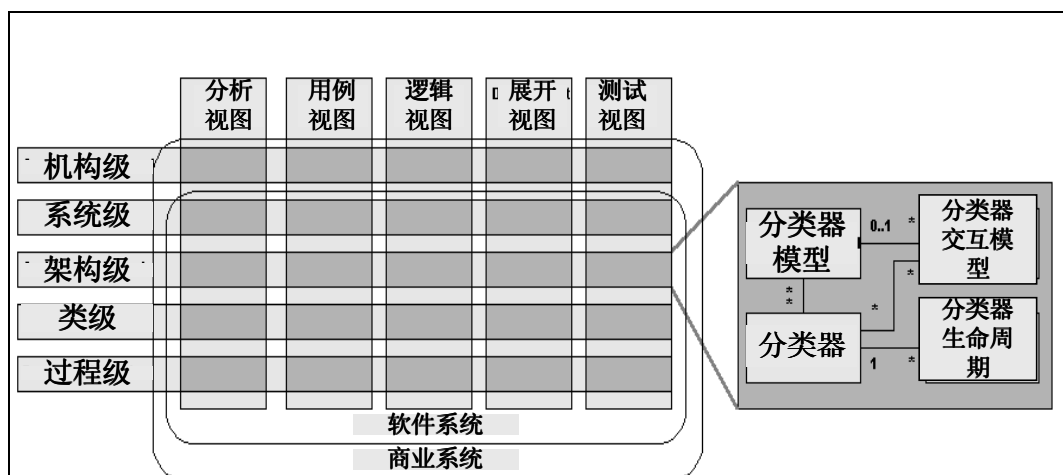 分析
视图
用例
视图
逻辑
视图
展开
视图
测试
视图
机构级
系统级
架构级
类级
过程级
软件系统
商业系统
分类器
模型
0..1
*
分类器
交互模
型
*
*
*
*
分类器
1
*
分类器
生命周
期